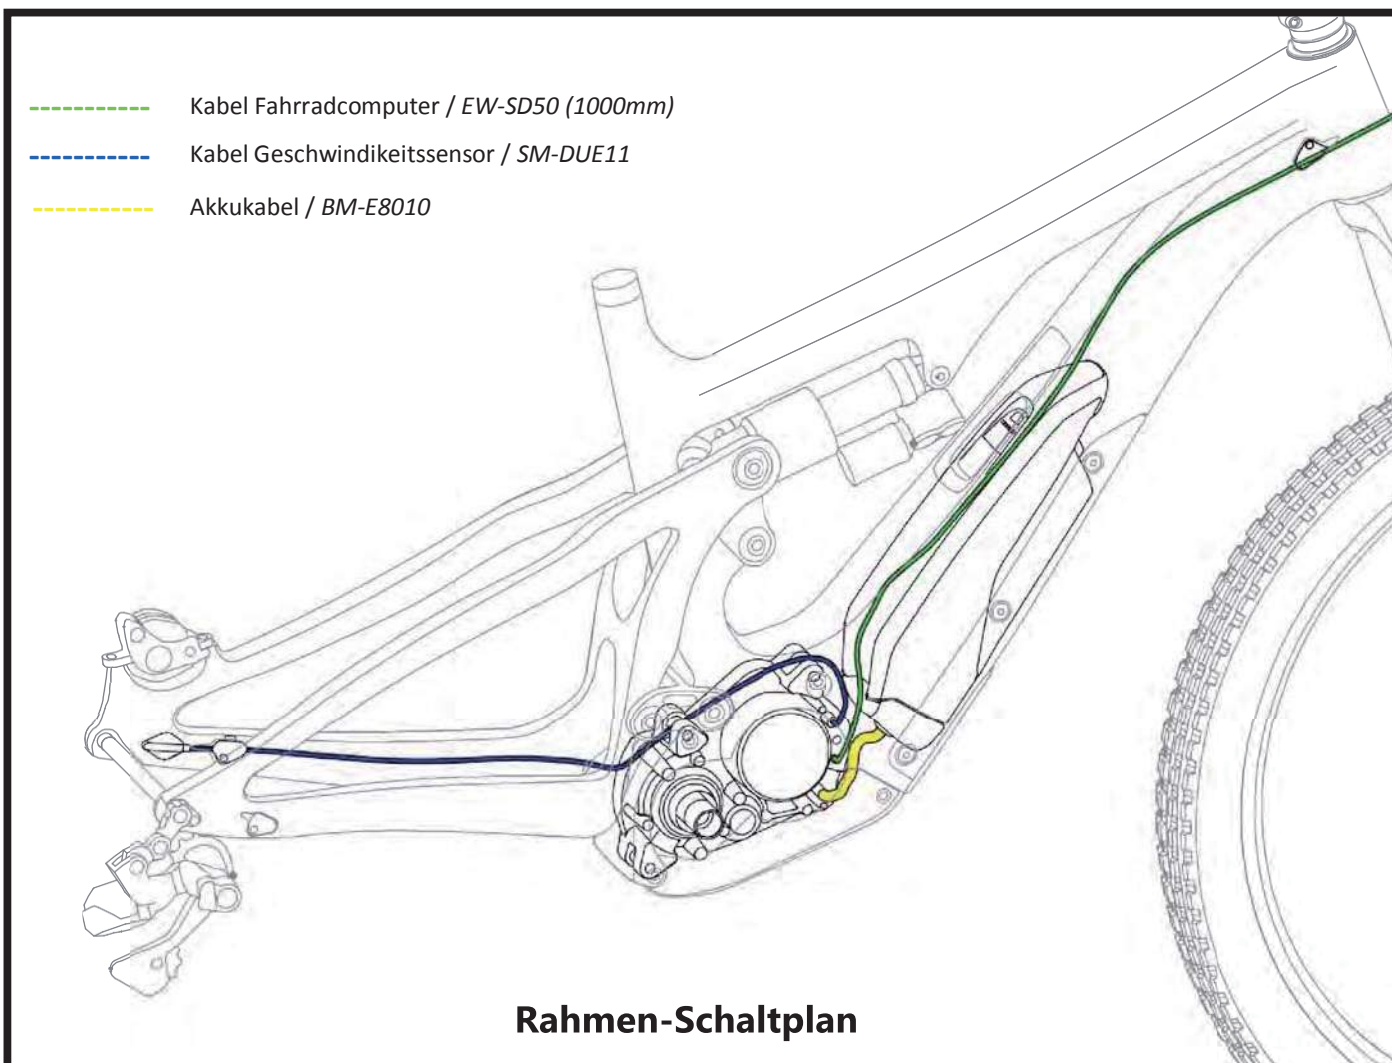 Kabel Fahrradcomputer / EW-SD50 (1000mm)
Kabel Geschwindikeitssensor / SM-DUE11
Akkukabel / BM-E8010
Rahmen-Schaltplan